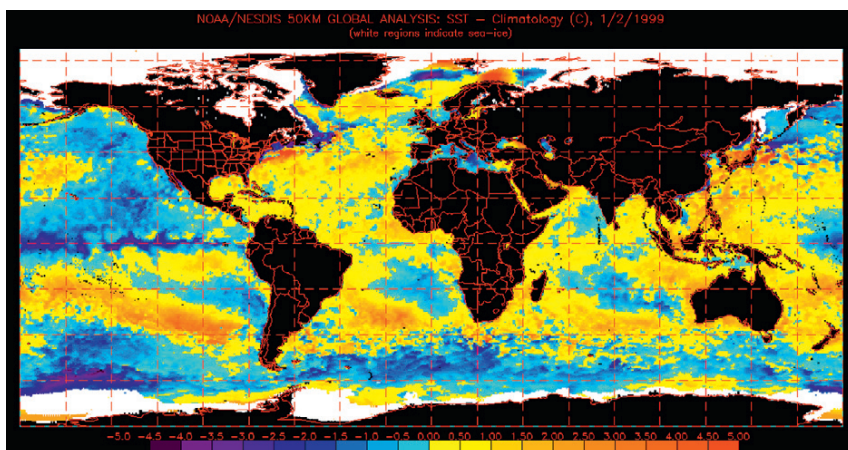 NOAA/NESDIS 50KM GLOBAL ANALYSIS: SST – Climatology (C), 1/2/1999
(white regions indicate sea-ice)
-5.0 -4.5 -4.0 -3.5 -3.0 -2.5 -2.0 -1.5 -1.0 -0.5 0.00 0.50 1.00 1.50 2.00 2.50 3.00 3.50 4.00 4.50 5.00